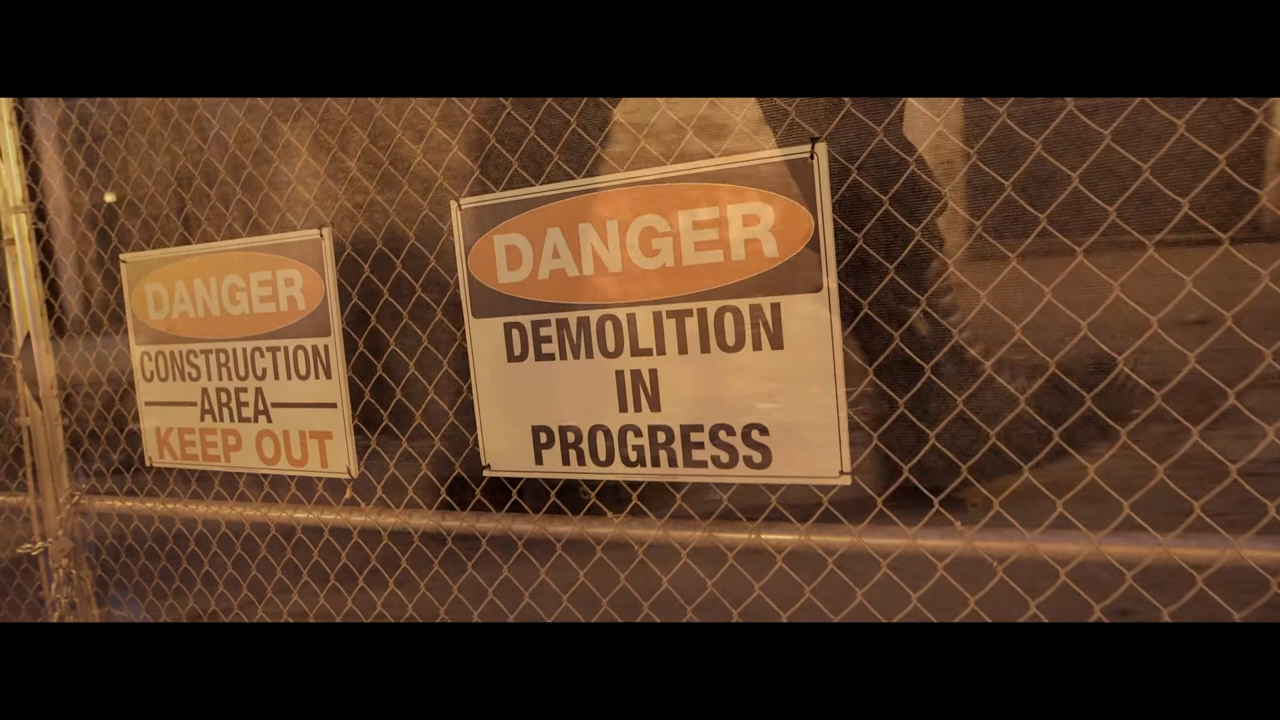 DANGER
CONSTRUCTION
AREA
KEEP OUT
DANGER
DEMOLITION
IN
PROGRESS